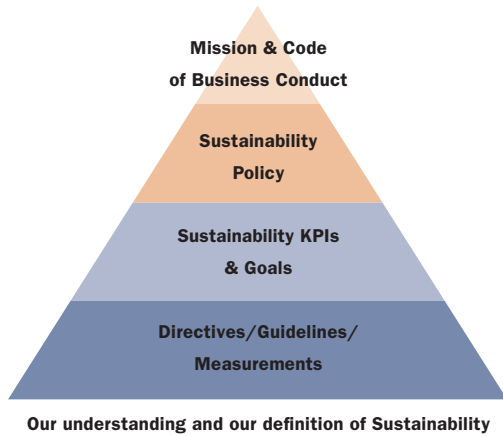 Mission & Code
of Business Conduct
Sustainability
Policy
Sustainability KPIs
& Goals
Directives/Guidelines/
Measurements
Our understanding and our definition of Sustainability